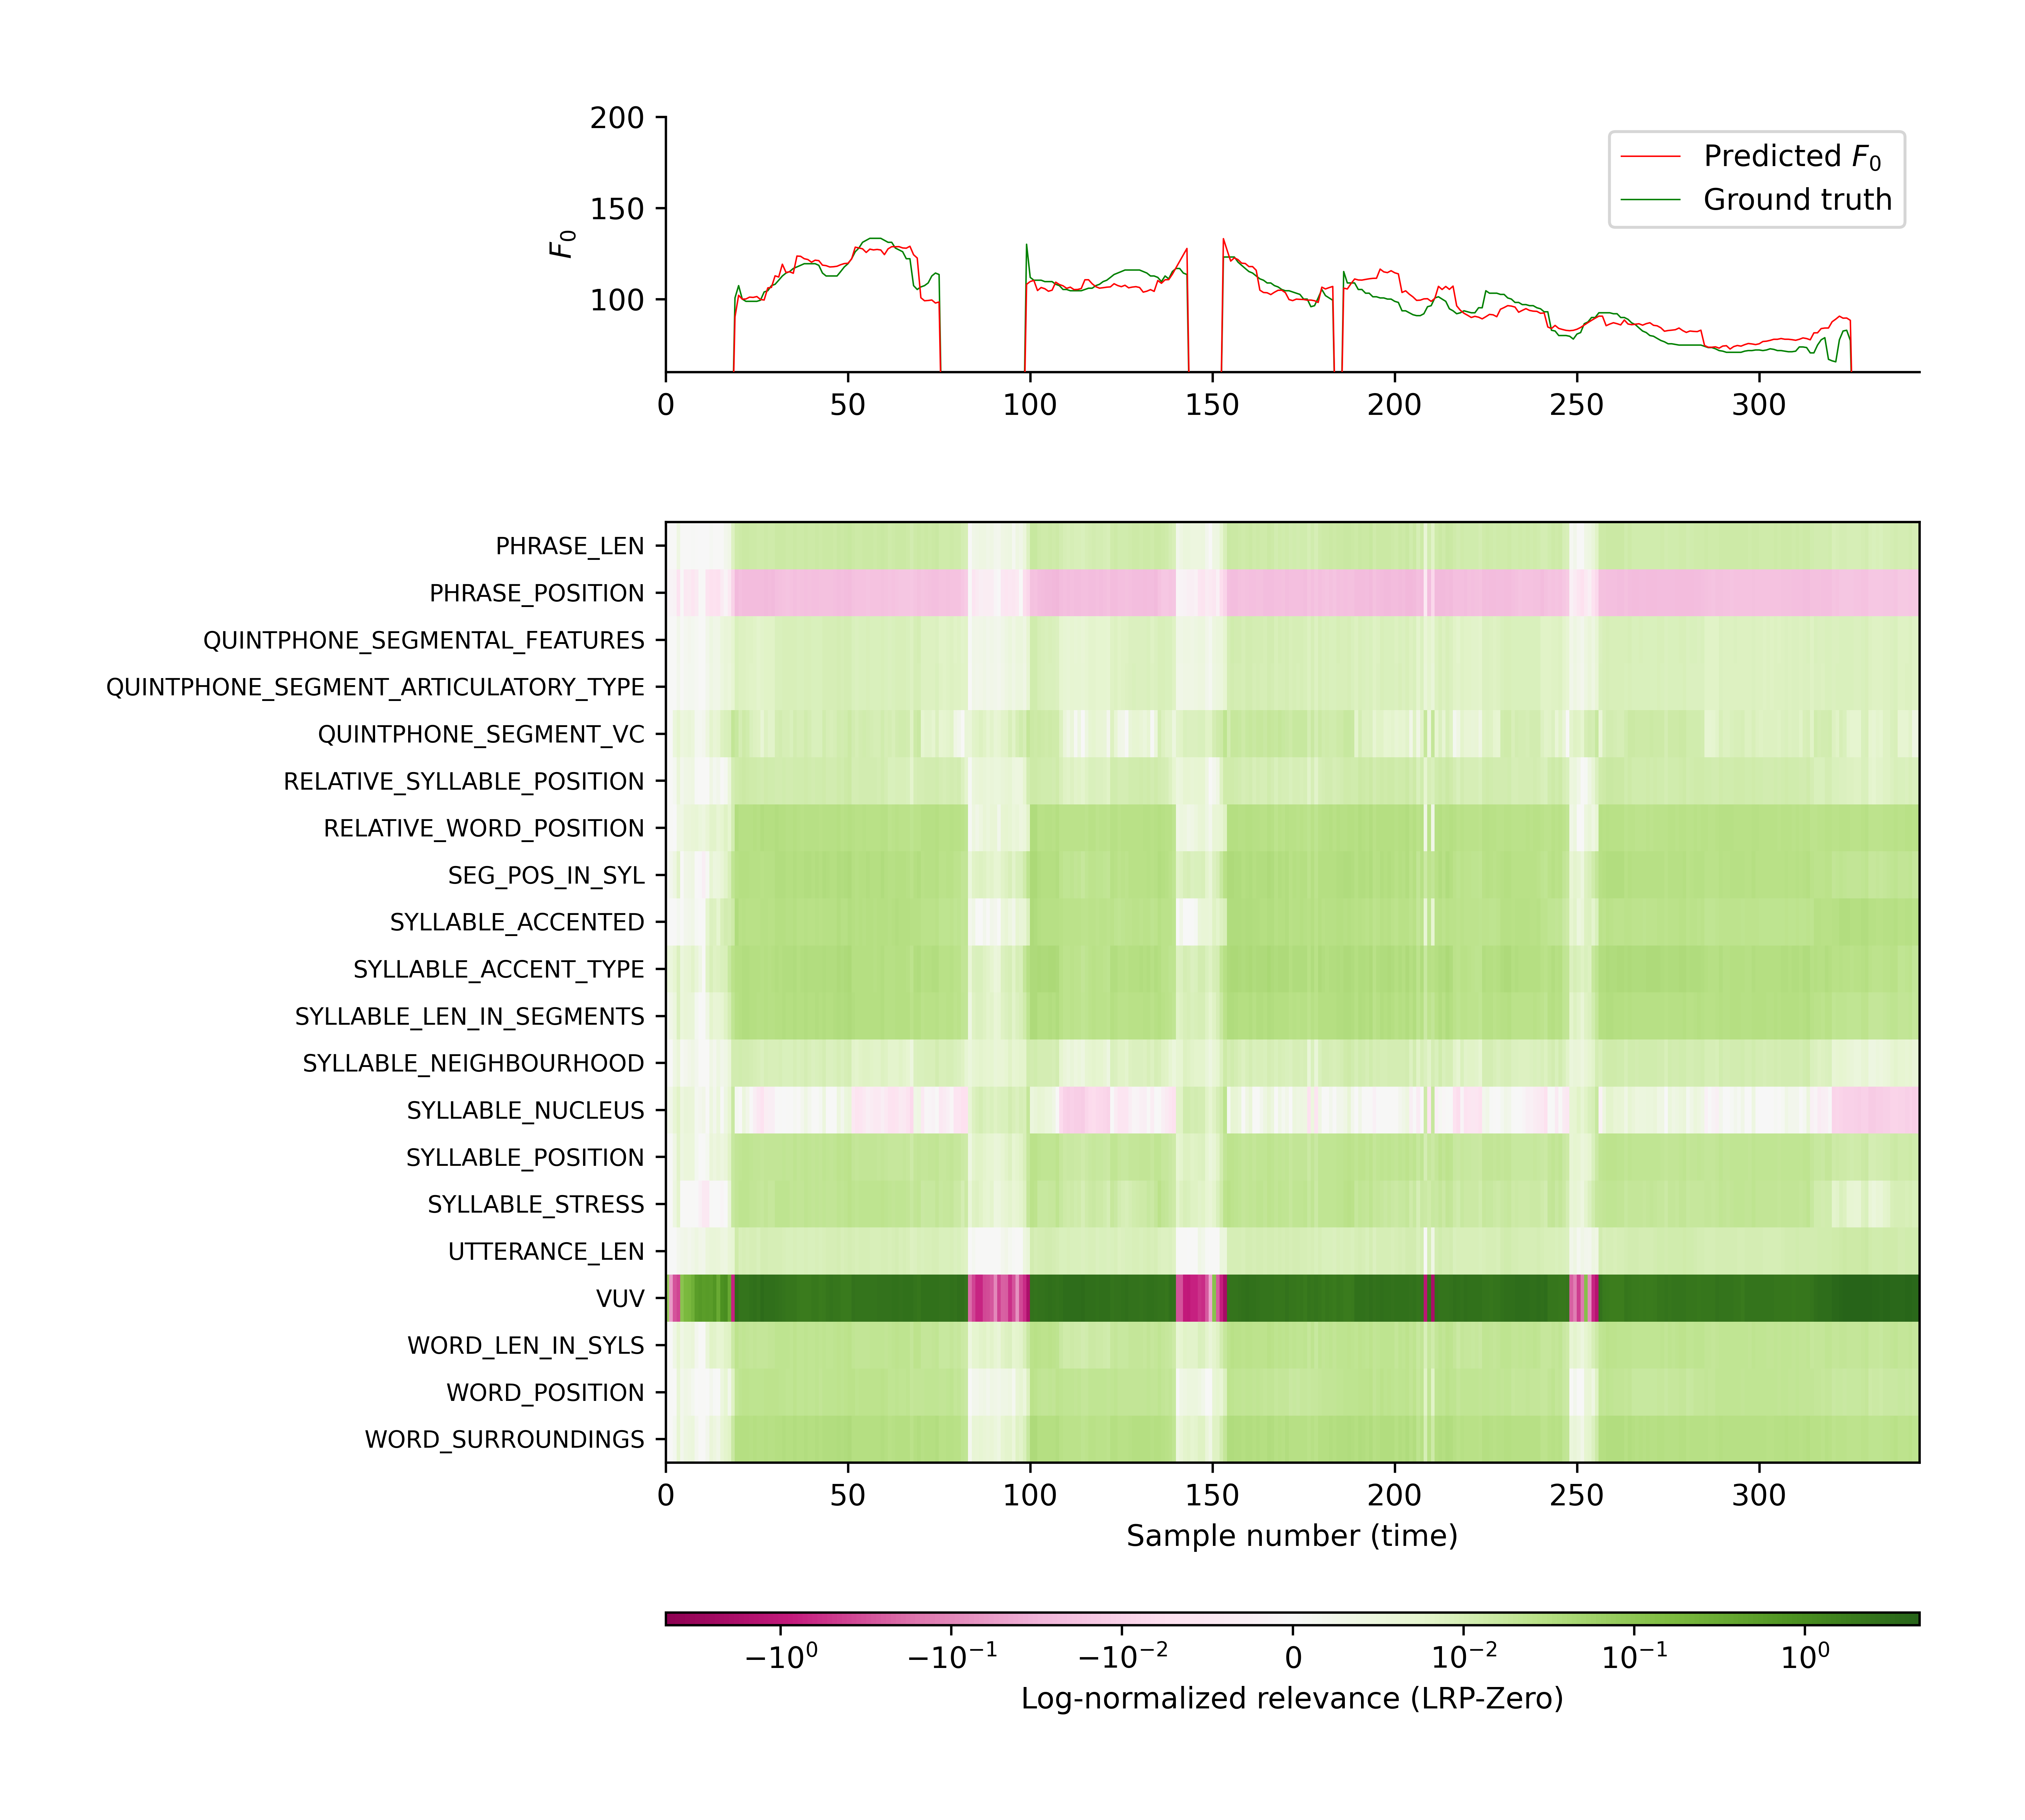 200
150
100
F₀
Predicted F₀
Ground truth
0 50 100 150 200 250 300
PHRASE_LEN
PHRASE_POSITION
QUINTPHONE_SEGMENTAL_FEATURES
QUINTPHONE_SEGMENT_ARTICULATORY_TYPE
QUINTPHONE_SEGMENT_VC
RELATIVE_SYLLABLE_POSITION
RELATIVE_WORD_POSITION
SEG_POS_IN_SYL
SYLLABLE_ACCENTED
SYLLABLE_ACCENT_TYPE
SYLLABLE_LEN_IN_SEGMENTS
SYLLABLE_NEIGHBOURHOOD
SYLLABLE_NUCLEUS
SYLLABLE_POSITION
SYLLABLE_STRESS
UTTERANCE_LEN
VUV
WORD_LEN_IN_SYLS
WORD_POSITION
WORD_SURROUNDINGS
0 50 100 150 200 250 300
Sample number (time)
−10⁰ −10⁻¹ −10⁻² 0 10⁻² 10⁻¹ 10⁰
Log-normalized relevance (LRP-Zero)